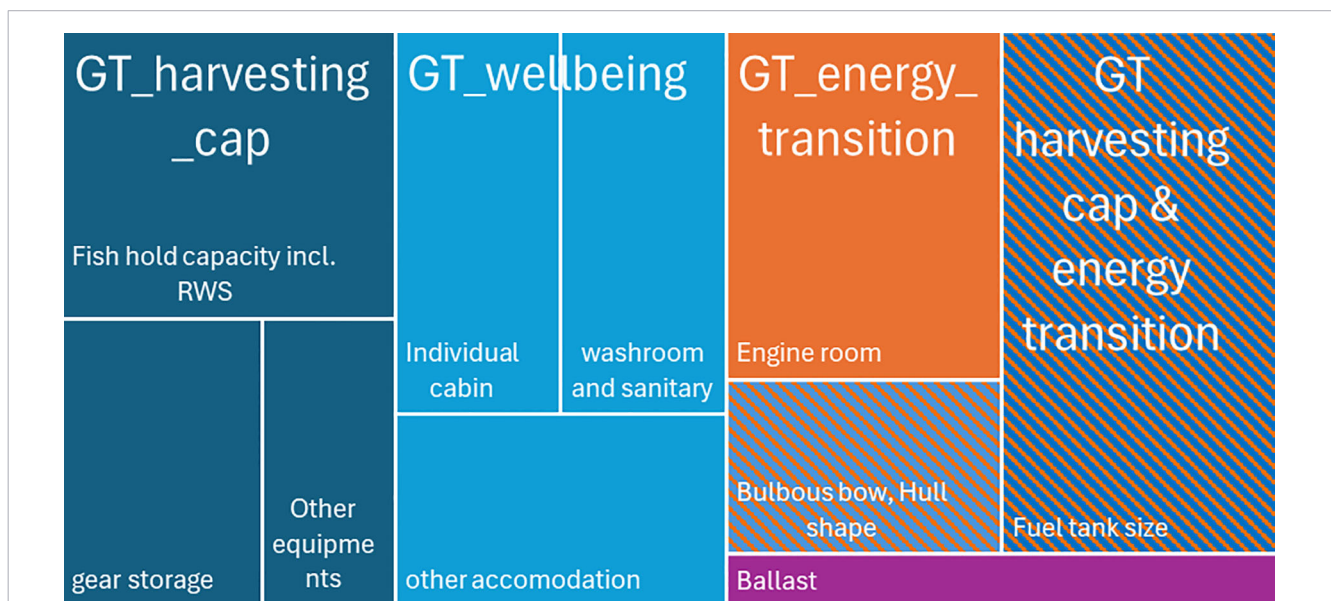 GT_harvesting
_cap
Fish hold capacity incl.
RWS
gear storage
Other
equipme
nts
GT_wellbeing
Individual
cabin
washroom
and sanitary
other accomodation
GT_energy_
transition
Engine room
Bulbous bow, Hull
shape
GT
harvesting
cap &
energy
transition
Fuel tank size
Ballast